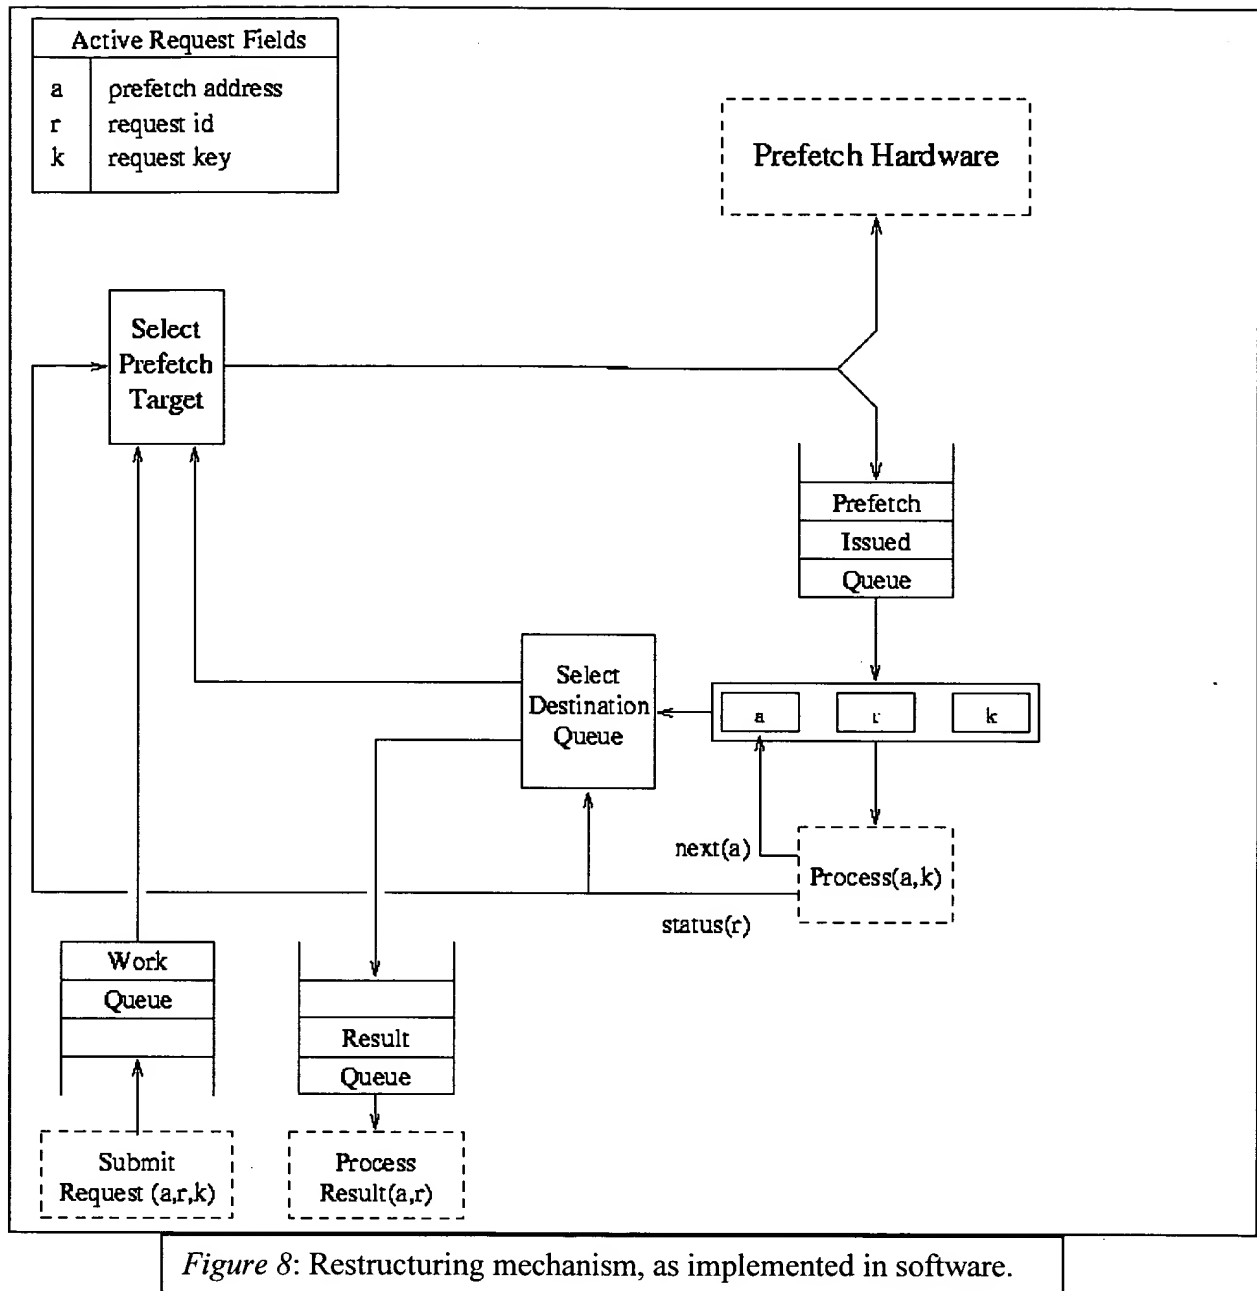 Active Request Fields
a prefetch address
r request id
k request key
Prefetch Hardware
Select
Prefetch
Target
Prefetch
Issued
Queue
Select
Destination
Queue
a r k
next(a)
Process(a,k)
status(r)
Work
Queue
Result
Queue
Submit
Request (a,r,k)
Process
Result(a,r)
Figure 8: Restructuring mechanism, as implemented in software.